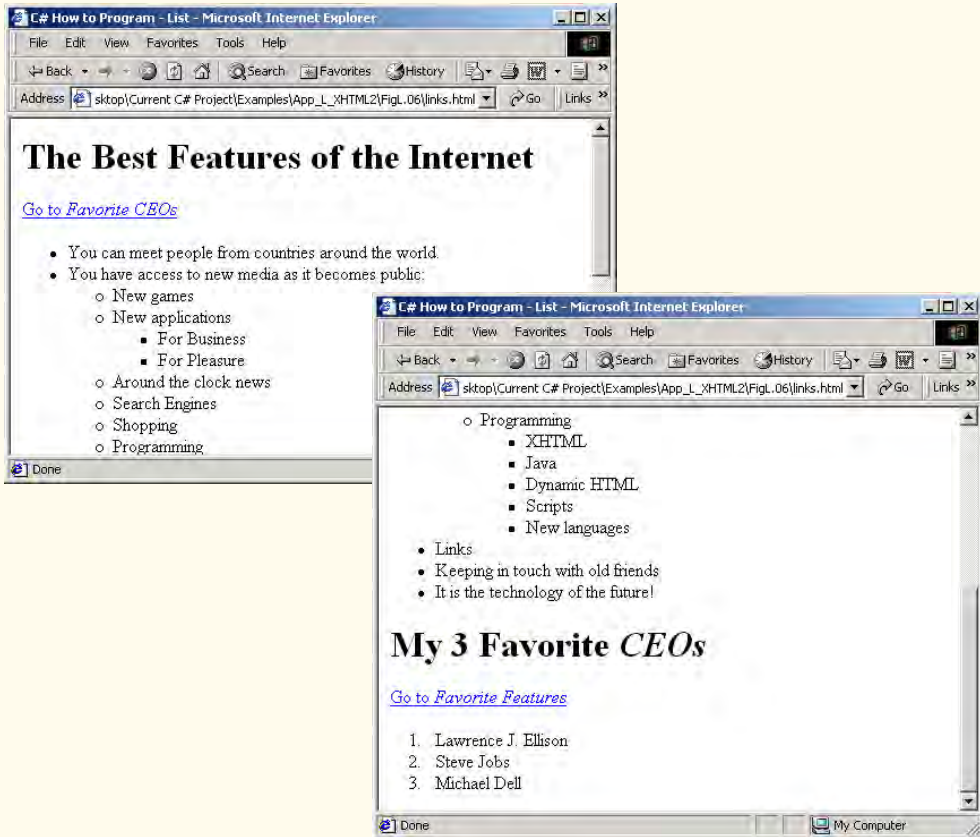 C# How to Program - List - Microsoft Internet Explorer
File Edit View Favorites Tools Help
Back Search Favorites History
Address sktop\Current C# Project\Examples\App_L_XHTML2\FigL.06\links.html Go Links
The Best Features of the Internet
Go to Favorite CEOs
You can meet people from countries around the world.
You have access to new media as it becomes public:
New games
New applications
For Business
For Pleasure
Around the clock news
Search Engines
Shopping
Programming
Done
C# How to Program - List - Microsoft Internet Explorer
File Edit View Favorites Tools Help
Back Search Favorites History
Address sktop\Current C# Project\Examples\App_L_XHTML2\FigL.06\links.html Go Links
Programming
XHTML
Java
Dynamic HTML
Scripts
New languages
Links
Keeping in touch with old friends
It is the technology of the future!
My 3 Favorite CEOs
Go to Favorite Features
1. Lawrence J. Ellison
2. Steve Jobs
3. Michael Dell
Done My Computer